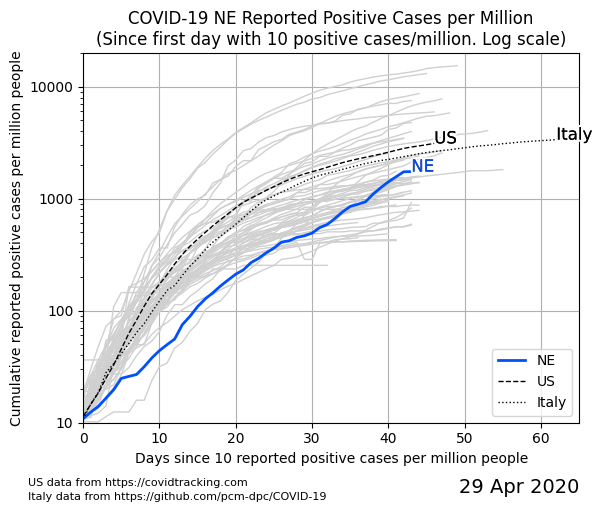 COVID-19 NE Reported Positive Cases per Million
(Since first day with 10 positive cases/million. Log scale)
Cumulative reported positive cases per million people
10000
1000
100
10
US
Italy
NE
NE
US
Italy
0
10
20
30
40
50
60
Days since 10 reported positive cases per million people
US data from https://covidtracking.com
Italy data from https://github.com/pcm-dpc/COVID-19
29 Apr 2020